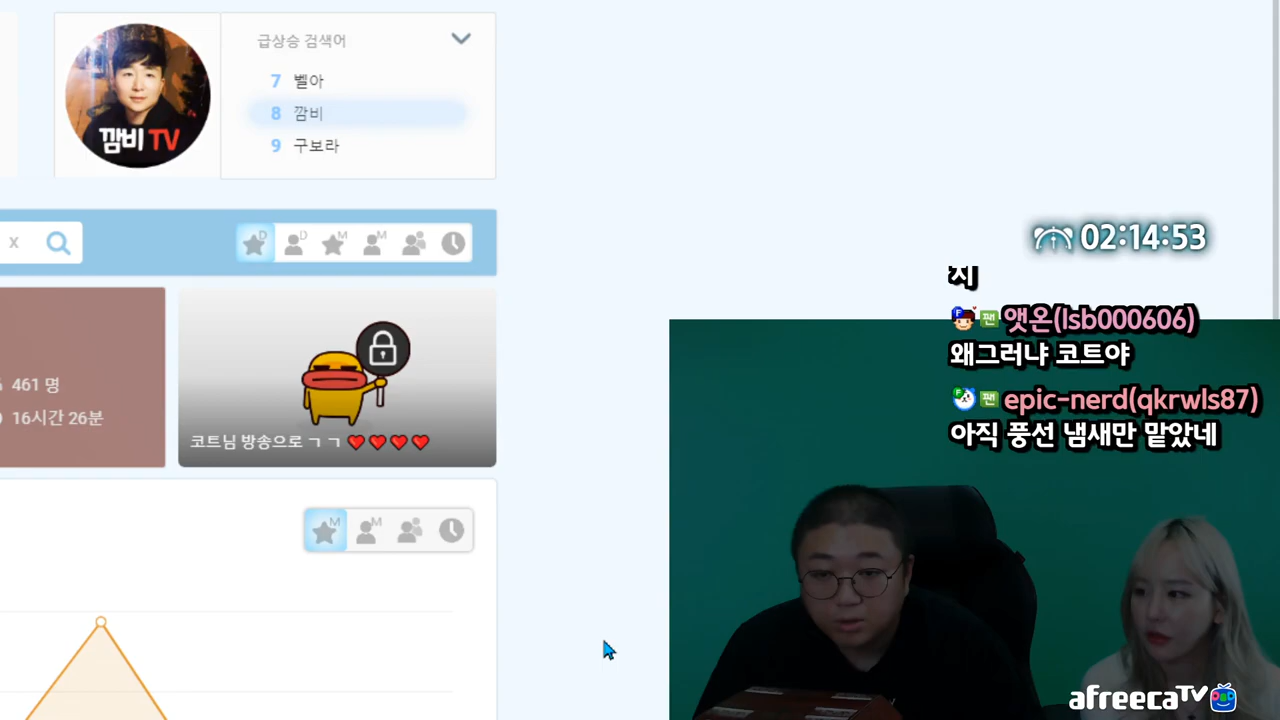 깜비 TV
급상승 검색어
7 벨아
8 깜비
9 구보라
X
D D M M
461 명
16시간 26분
코트님 방송으로 ㄱ ㄱ ❤❤❤❤
M M
02:14:53
지
팬 앳온(lsb000606)
왜그러냐 코트야
팬 epic-nerd(qkrwls87)
아직 풍선 냄새만 맡았네
afreecaTV